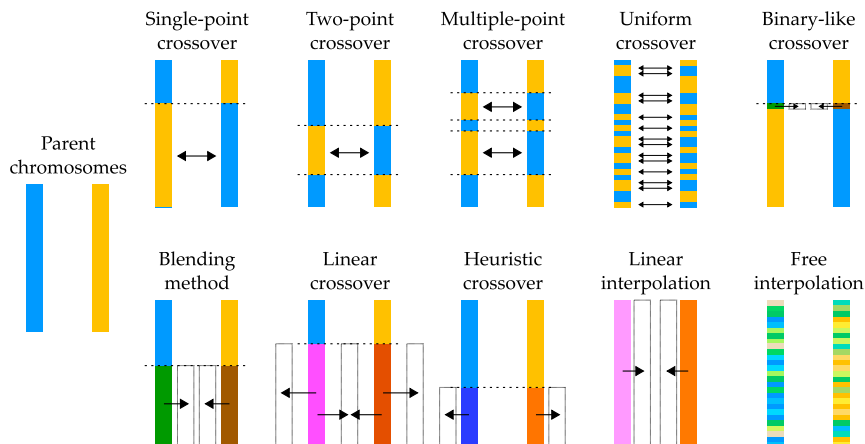 Single-point
crossover
Two-point
crossover
Multiple-point
crossover
Uniform
crossover
Binary-like
crossover
Parent
chromosomes
Blending
method
Linear
crossover
Heuristic
crossover
Linear
interpolation
Free
interpolation